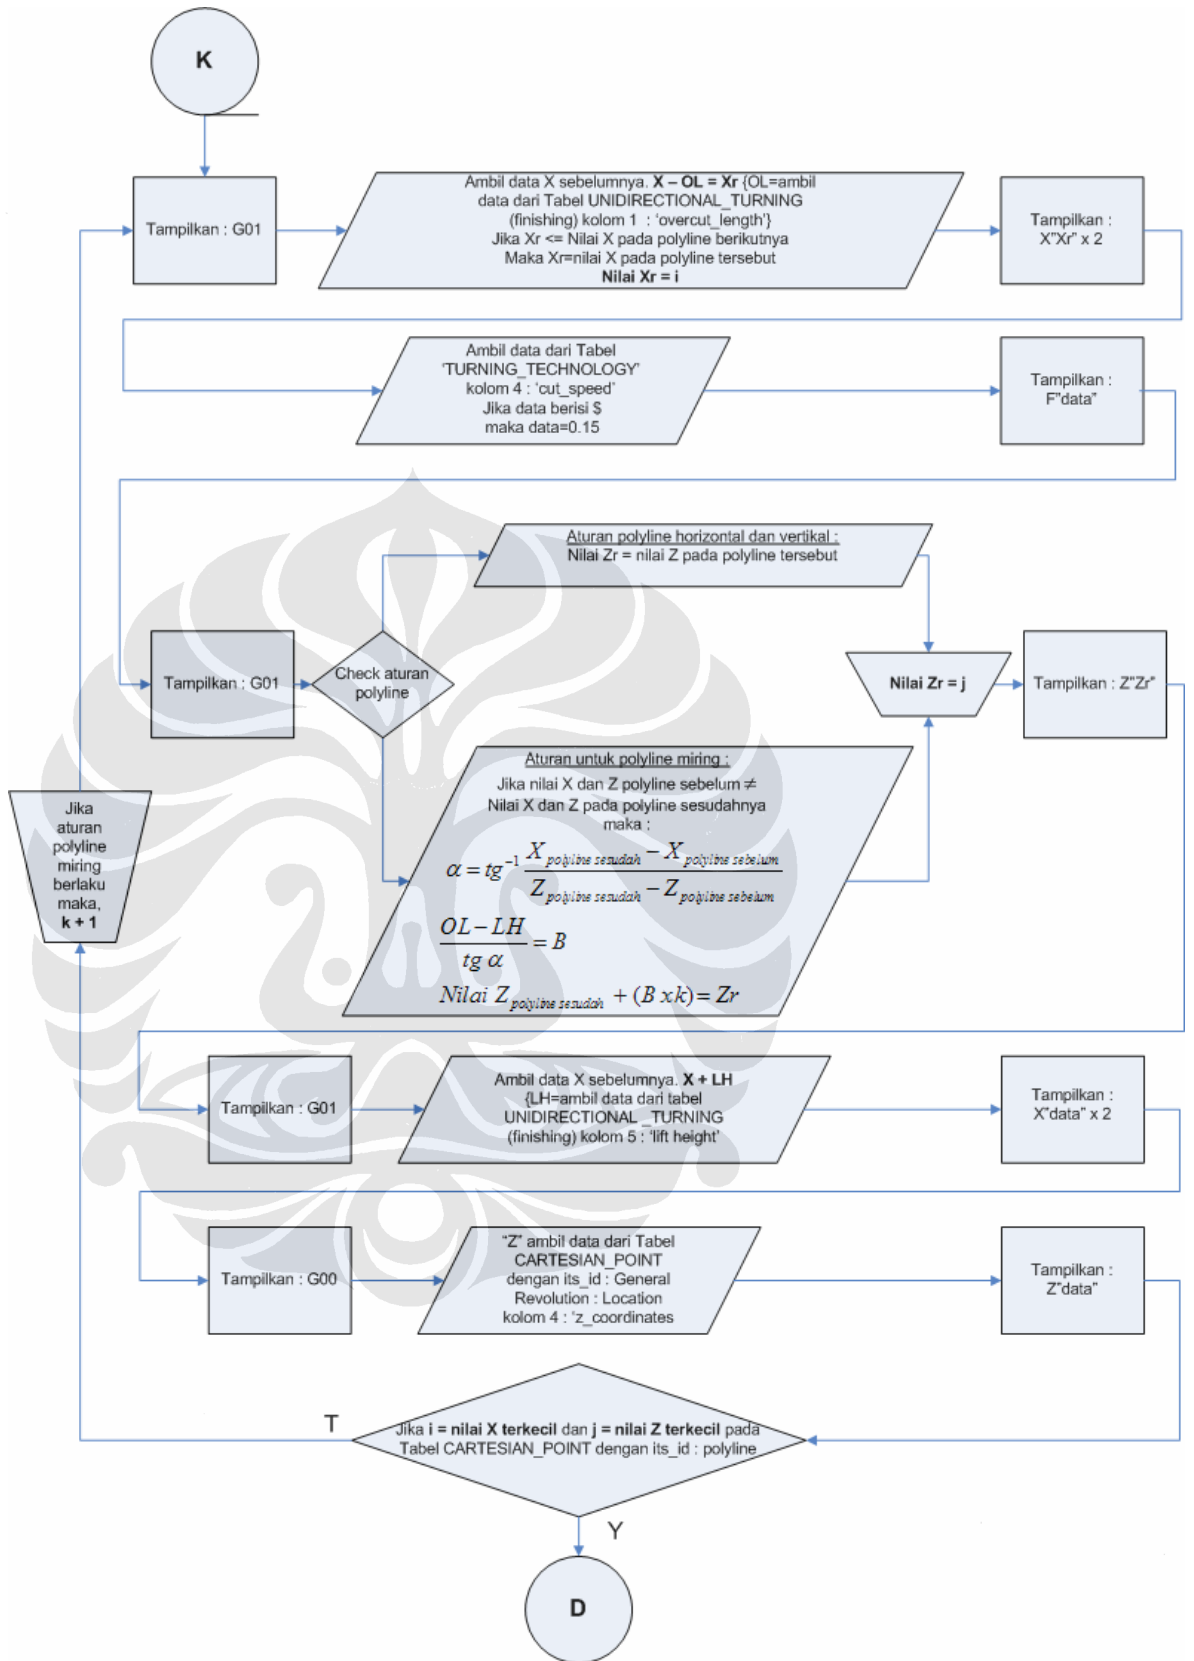 K
Tampilkan : G01
Ambil data X sebelumnya. X – OL = Xr {OL=ambil
data dari Tabel UNIDIRECTIONAL_TURNING
(finishing) kolom 1 : ‘overcut_length’}
Jika Xr <= Nilai X pada polyline berikutnya
Maka Xr=nilai X pada polyline tersebut
Nilai Xr = i
Tampilkan :
X”Xr” x 2
Ambil data dari Tabel
‘TURNING_TECHNOLOGY’
kolom 4 : ‘cut_speed’
Jika data berisi $
maka data=0.15
Tampilkan :
F”data”
Aturan polyline horizontal dan vertikal :
Nilai Zr = nilai Z pada polyline tersebut
Tampilkan : G01
Check aturan
polyline
Nilai Zr = j
Tampilkan : Z”Zr”
Aturan untuk polyline miring :
Jika nilai X dan Z polyline sebelum ≠
Nilai X dan Z pada polyline sesudahnya
maka :
α = tg⁻¹ (X polyline sesudah − X polyline sebelum) / (Z polyline sesudah − Z polyline sebelum)
(OL − LH) / (tg α) = B
Nilai Z polyline sesudah + (B x k) = Zr
Jika
aturan
polyline
miring
berlaku
maka,
k + 1
Tampilkan : G01
Ambil data X sebelumnya. X + LH
{LH=ambil data dari tabel
UNIDIRECTIONAL _TURNING
(finishing) kolom 5 : ‘lift height’
Tampilkan :
X”data” x 2
Tampilkan : G00
“Z” ambil data dari Tabel
CARTESIAN_POINT
dengan its_id : General
Revolution : Location
kolom 4 : ‘z_coordinates
Tampilkan :
Z”data”
T
Jika i = nilai X terkecil dan j = nilai Z terkecil pada
Tabel CARTESIAN_POINT dengan its_id : polyline
Y
D